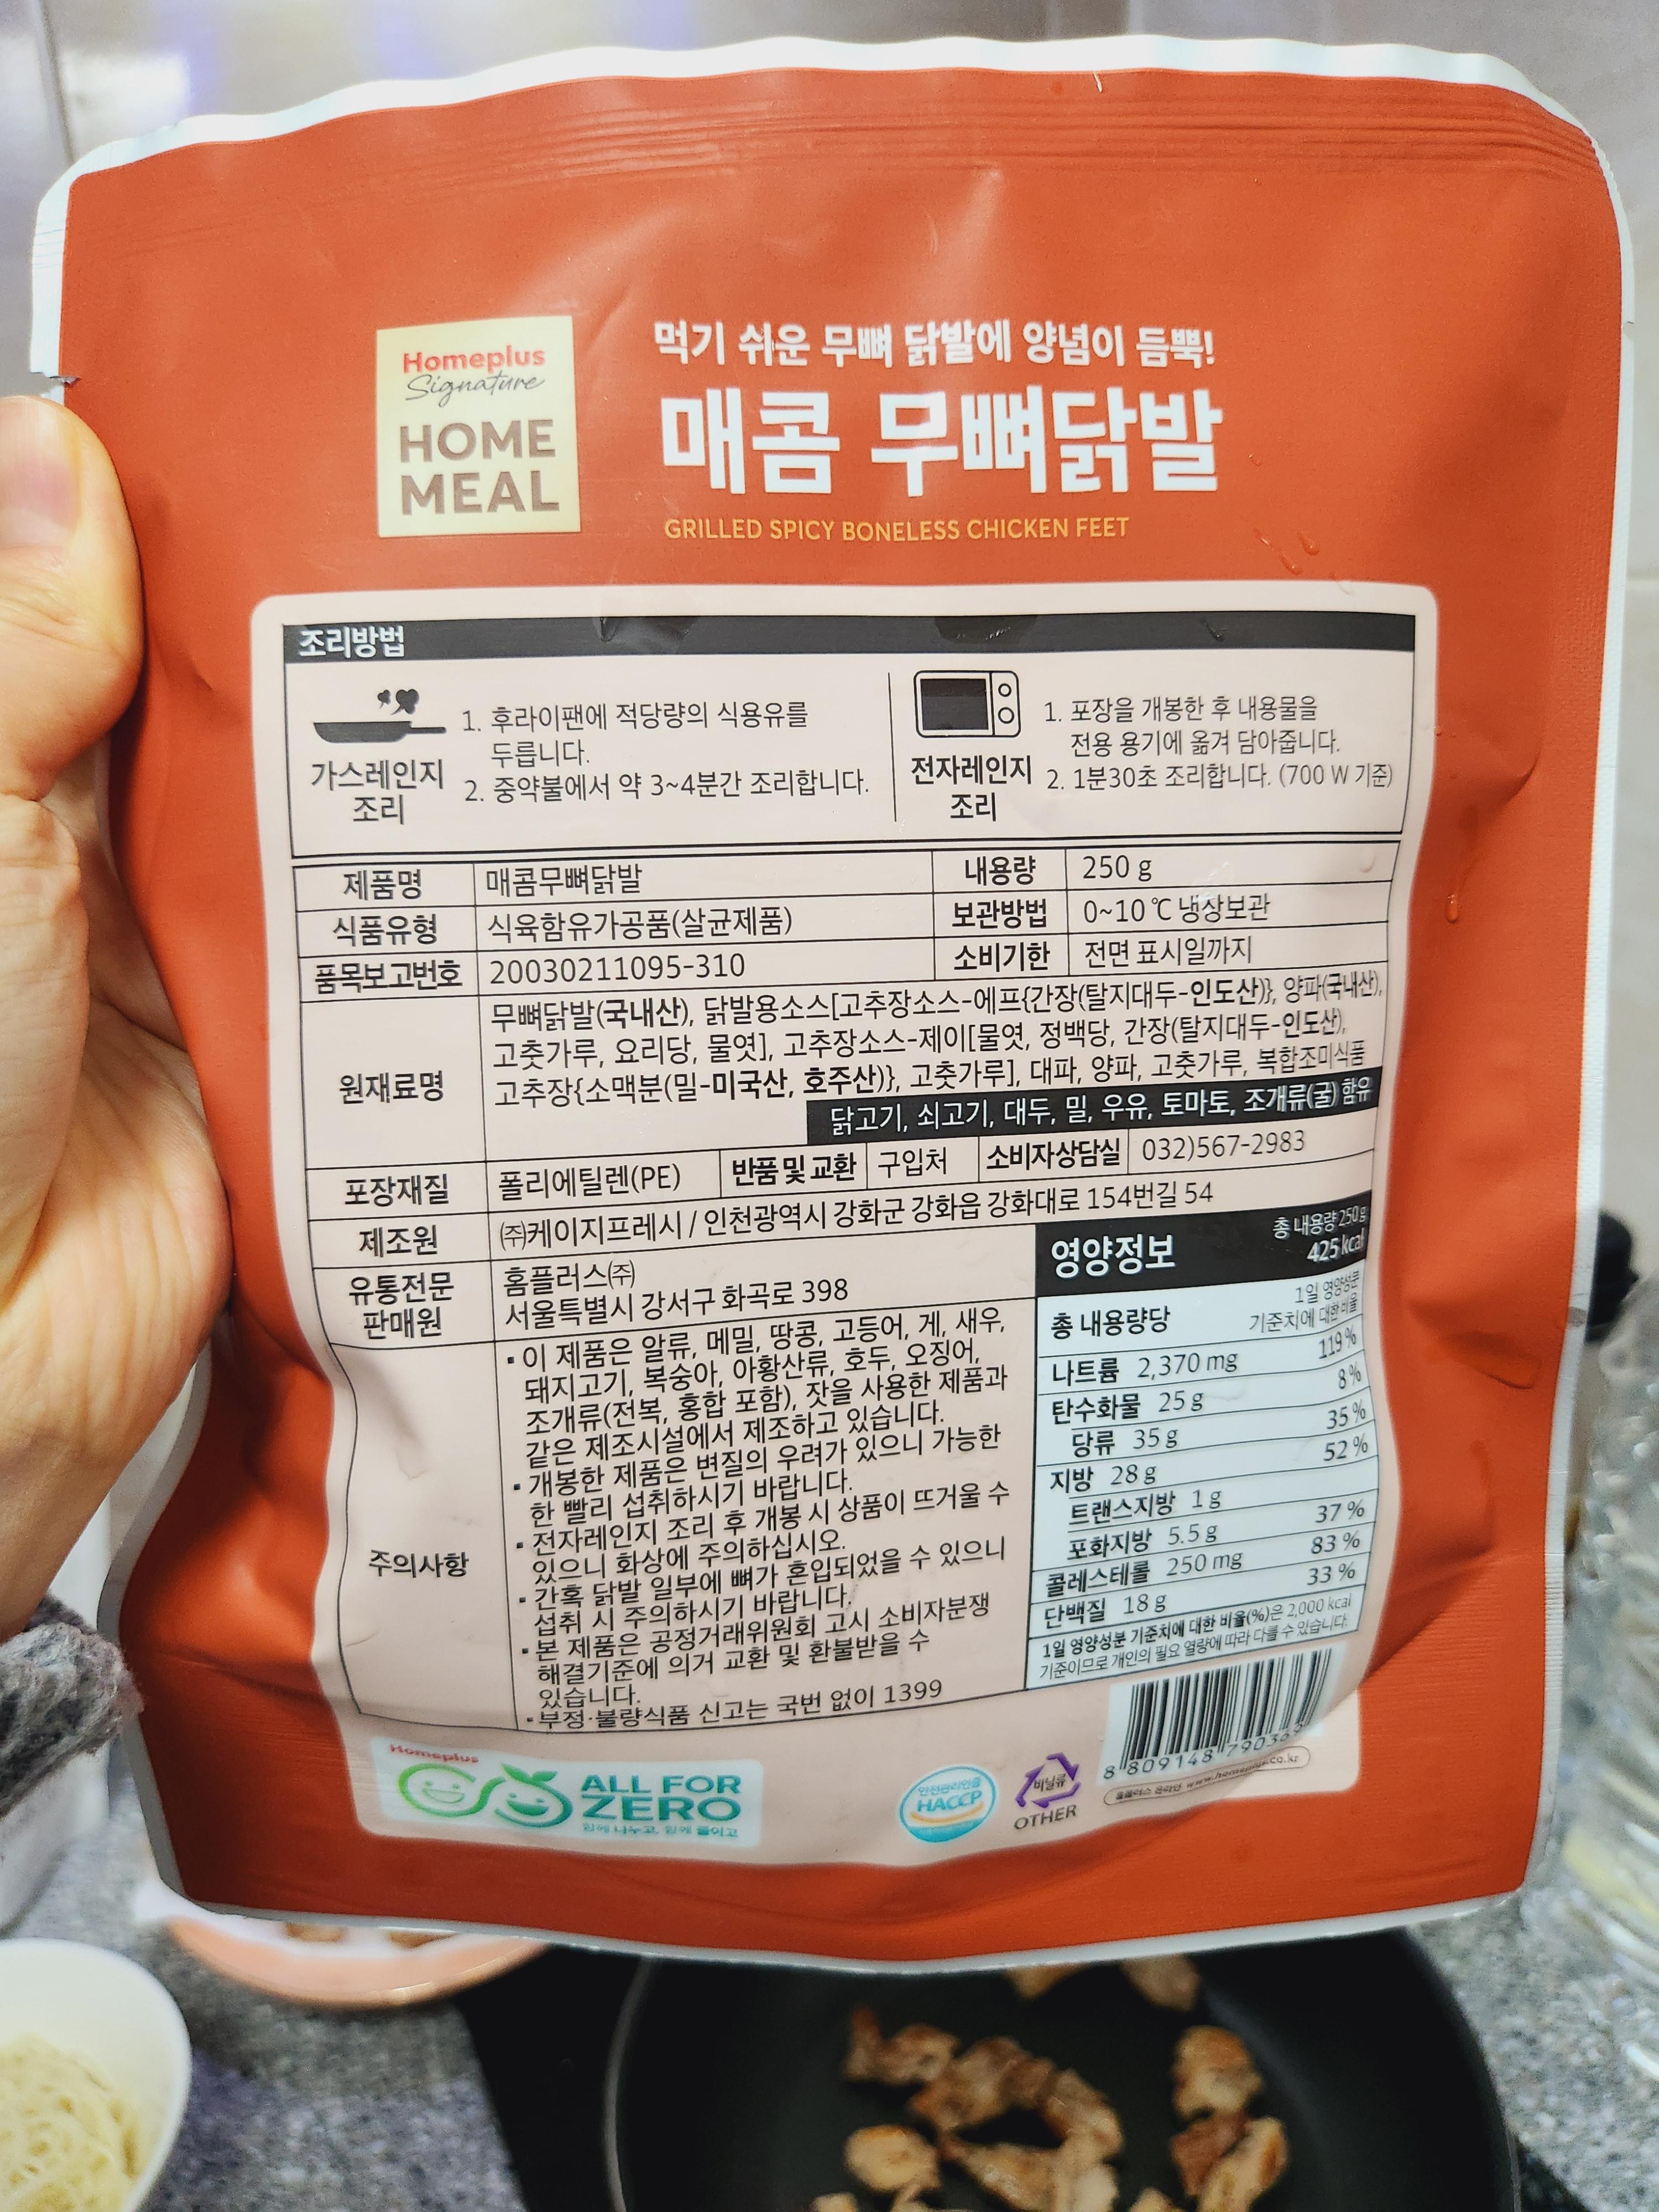 Homeplus
Signature
HOME
MEAL
먹기 쉬운 무뼈 닭발에 양념이 듬뿍!
매콤 무뼈닭발
GRILLED SPICY BONELESS CHICKEN FEET
조리방법
가스레인지
조리
1. 후라이팬에 적당량의 식용유를
두릅니다.
2. 중약불에서 약 3~4분간 조리합니다.
전자레인지
조리
1. 포장을 개봉한 후 내용물을
전용 용기에 옮겨 담아줍니다.
2. 1분30초 조리합니다. (700 W 기준)
제품명 매콤무뼈닭발 내용량 250 g
식품유형 식육함유가공품(살균제품) 보관방법 0~10 ℃ 냉장보관
품목보고번호 20030211095-310 소비기한 전면 표시일까지
원재료명
무뼈닭발(국내산), 닭발용소스[고추장소스-에프{간장(탈지대두-인도산)}, 양파(국내산),
고춧가루, 요리당, 물엿], 고추장소스-제이[물엿, 정백당, 간장(탈지대두-인도산),
고추장{소맥분(밀-미국산, 호주산)}, 고춧가루], 대파, 양파, 고춧가루, 복합조미식품
닭고기, 쇠고기, 대두, 밀, 우유, 토마토, 조개류(굴) 함유
포장재질 폴리에틸렌(PE) 반품 및 교환 구입처 소비자상담실 032)567-2983
제조원 ㈜케이지프레시 / 인천광역시 강화군 강화읍 강화대로 154번길 54
유통전문
판매원
홈플러스㈜
서울특별시 강서구 화곡로 398
주의사항
▪ 이 제품은 알류, 메밀, 땅콩, 고등어, 게, 새우,
돼지고기, 복숭아, 아황산류, 호두, 오징어,
조개류(전복, 홍합 포함), 잣을 사용한 제품과
같은 제조시설에서 제조하고 있습니다.
▪ 개봉한 제품은 변질의 우려가 있으니 가능한
한 빨리 섭취하시기 바랍니다.
▪ 전자레인지 조리 후 개봉 시 상품이 뜨거울 수
있으니 화상에 주의하십시오.
▪ 간혹 닭발 일부에 뼈가 혼입되었을 수 있으니
섭취 시 주의하시기 바랍니다.
▪ 본 제품은 공정거래위원회 고시 소비자분쟁
해결기준에 의거 교환 및 환불받을 수
있습니다.
▪ 부정·불량식품 신고는 국번 없이 1399
영양정보
총 내용량 250 g
425 kcal
총 내용량당
1일 영양성분
기준치에 대한 비율
나트륨 2,370 mg 119 %
탄수화물 25 g 8 %
당류 35 g 35 %
지방 28 g 52 %
트랜스지방 1 g
포화지방 5.5 g 37 %
콜레스테롤 250 mg 83 %
단백질 18 g 33 %
1일 영양성분 기준치에 대한 비율(%)은 2,000 kcal
기준이므로 개인의 필요 열량에 따라 다를 수 있습니다.
Homeplus
ALL FOR
ZERO
함께 나누고, 함께 줄이고
안전관리인증
HACCP
비닐류
OTHER
8 809148 7903
홈플러스 온라인